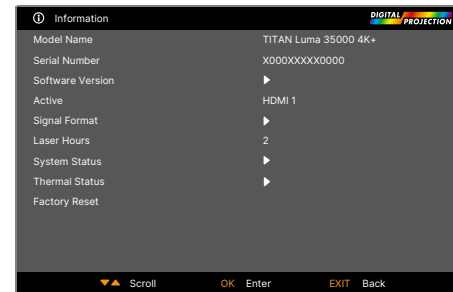 Information
DIGITAL PROJECTION
Model Name TITAN Luma 35000 4K+
Serial Number X000XXXXX0000
Software Version
Active HDMI 1
Signal Format
Laser Hours 2
System Status
Thermal Status
Factory Reset
Scroll OK Enter EXIT Back